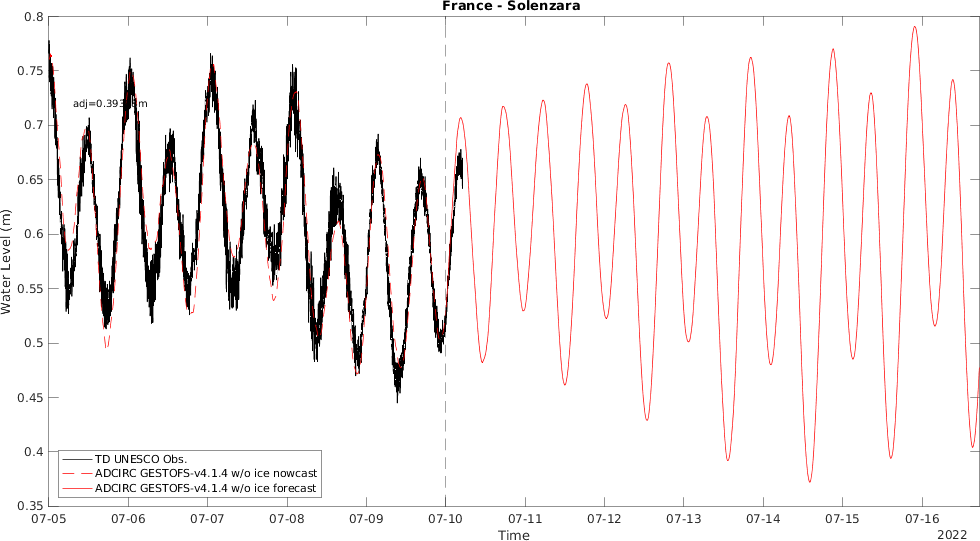 France - Solenzara
0.8
0.75
0.7
0.65
0.6
0.55
0.5
0.45
0.4
0.35
Water Level (m)
TD UNESCO Obs.
ADCIRC GESTOFS-v4.1.4 w/o ice nowcast
ADCIRC GESTOFS-v4.1.4 w/o ice forecast
07-05 07-06 07-07 07-08 07-09 07-10 07-11 07-12 07-13 07-14 07-15 07-16
Time
2022